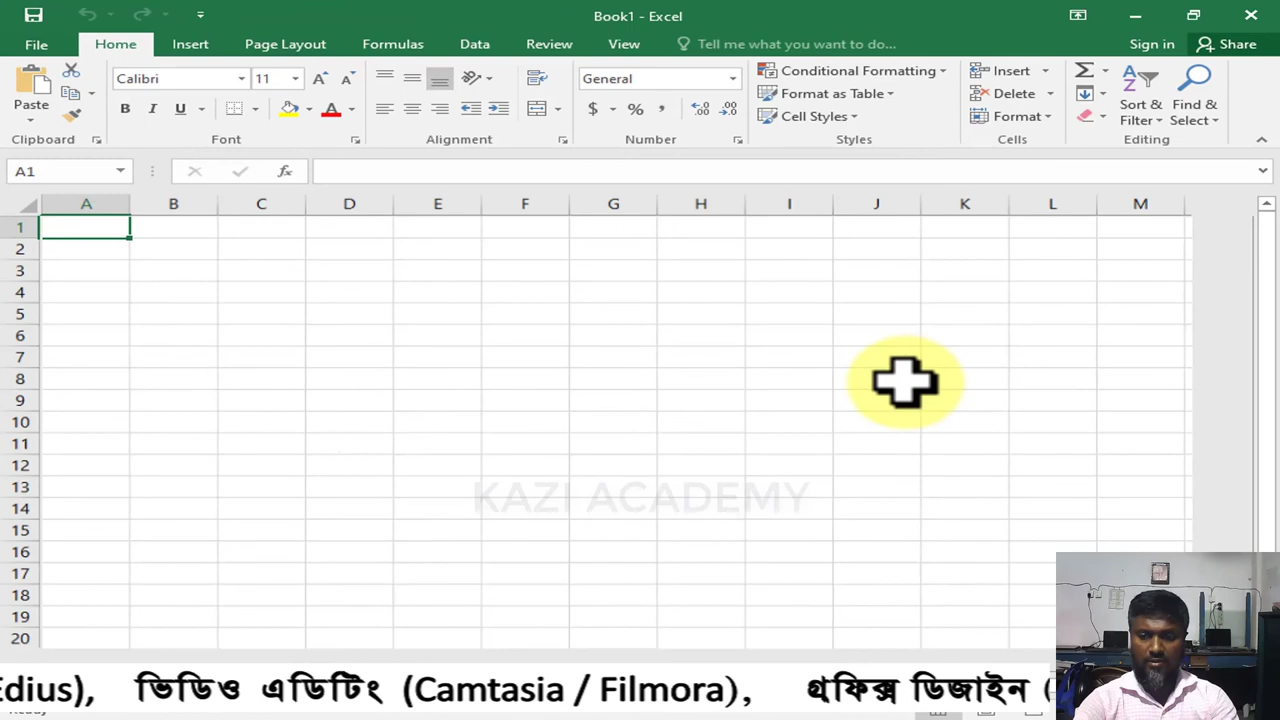 Book1 - Excel
File Home Insert Page Layout Formulas Data Review View Tell me what you want to do... Sign in Share
Calibri 11 General Conditional Formatting Insert
Format as Table Delete
Paste B I U $ % , Cell Styles Format Sort & Filter Find & Select
Clipboard Font Alignment Number Styles Cells Editing
A1 fx
A B C D E F G H I J K L M
1
2
3
4
5
6
7
8
9
10
11
12
13
14
15
16
17
18
19
20
KAZI ACADEMY
Edius), ভিডিও এডিটিং (Camtasia / Filmora), গ্রফিক্স ডিজাইন (